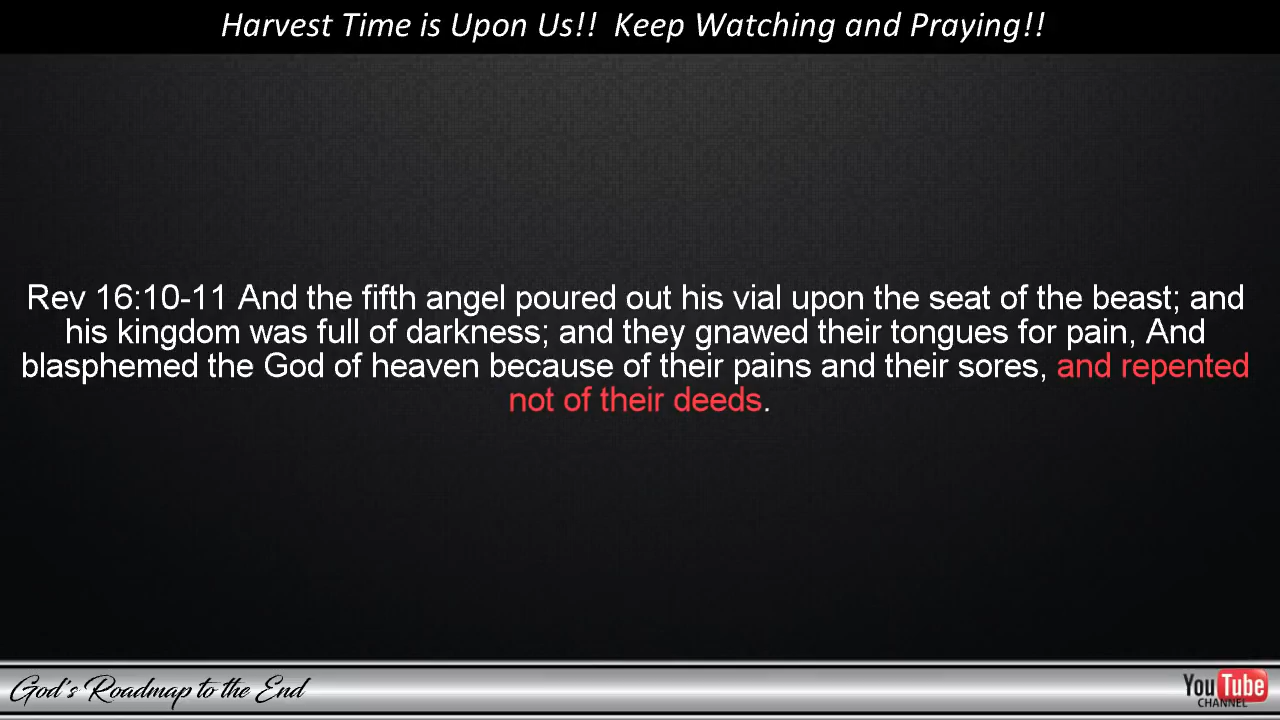 Harvest Time is Upon Us!!  Keep Watching and Praying!!
Rev 16:10-11 And the fifth angel poured out his vial upon the seat of the beast; and
his kingdom was full of darkness; and they gnawed their tongues for pain, And
blasphemed the God of heaven because of their pains and their sores, and repented
not of their deeds.
God's Roadmap to the End
YouTube
CHANNEL